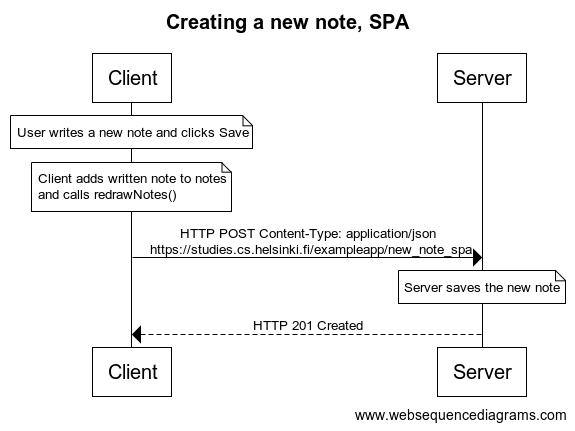 Creating a new note, SPA
Client
Server
User writes a new note and clicks Save
Client adds written note to notes
and calls redrawNotes()
HTTP POST Content-Type: application/json
https://studies.cs.helsinki.fi/exampleapp/new_note_spa
Server saves the new note
HTTP 201 Created
Client
Server
www.websequencediagrams.com